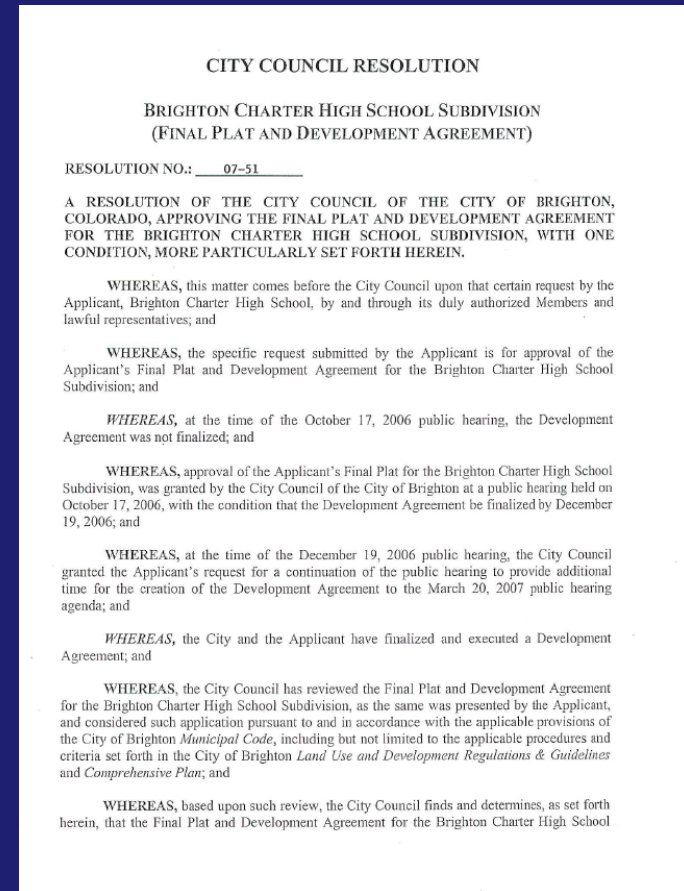 CITY COUNCIL RESOLUTION
BRIGHTON CHARTER HIGH SCHOOL SUBDIVISION
(FINAL PLAT AND DEVELOPMENT AGREEMENT)
RESOLUTION NO.: 07-51
A RESOLUTION OF THE CITY COUNCIL OF THE CITY OF BRIGHTON,
COLORADO, APPROVING THE FINAL PLAT AND DEVELOPMENT AGREEMENT
FOR THE BRIGHTON CHARTER HIGH SCHOOL SUBDIVISION, WITH ONE
CONDITION, MORE PARTICULARLY SET FORTH HEREIN.
WHEREAS, this matter comes before the City Council upon that certain request by the
Applicant, Brighton Charter High School, by and through its duly authorized Members and
lawful representatives; and
WHEREAS, the specific request submitted by the Applicant is for approval of the
Applicant's Final Plat and Development Agreement for the Brighton Charter High School
Subdivision; and
WHEREAS, at the time of the October 17, 2006 public hearing, the Development
Agreement was not finalized; and
WHEREAS, approval of the Applicant's Final Plat for the Brighton Charter High School
Subdivision, was granted by the City Council of the City of Brighton at a public hearing held on
October 17, 2006, with the condition that the Development Agreement be finalized by December
19, 2006; and
WHEREAS, at the time of the December 19, 2006 public hearing, the City Council
granted the Applicant's request for a continuation of the public hearing to provide additional
time for the creation of the Development Agreement to the March 20, 2007 public hearing
agenda; and
WHEREAS, the City and the Applicant have finalized and executed a Development
Agreement; and
WHEREAS, the City Council has reviewed the Final Plat and Development Agreement
for the Brighton Charter High School Subdivision, as the same was presented by the Applicant,
and considered such application pursuant to and in accordance with the applicable provisions of
the City of Brighton Municipal Code, including but not limited to the applicable procedures and
criteria set forth in the City of Brighton Land Use and Development Regulations & Guidelines
and Comprehensive Plan; and
WHEREAS, based upon such review, the City Council finds and determines, as set forth
herein, that the Final Plat and Development Agreement for the Brighton Charter High School